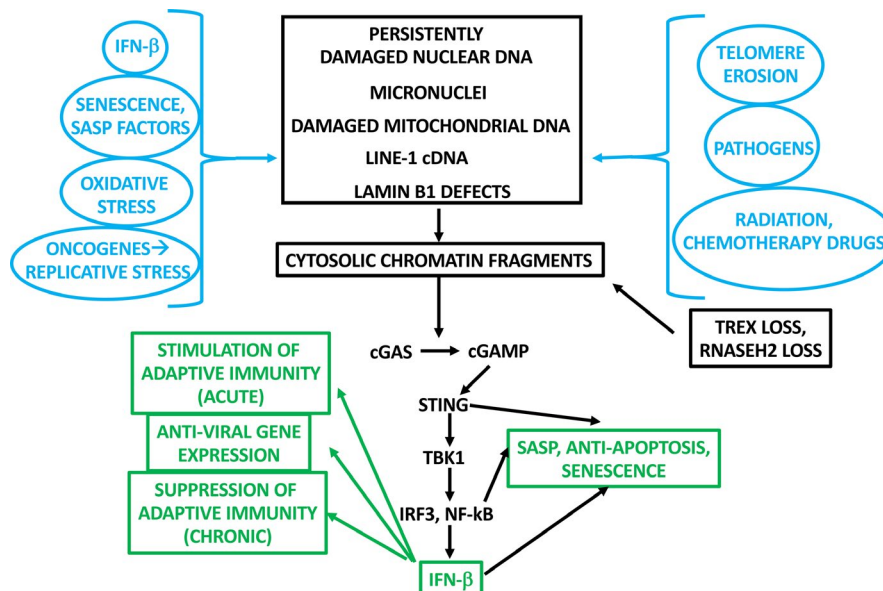 IFN-β
SENESCENCE,
SASP FACTORS
OXIDATIVE
STRESS
ONCOGENES→
REPLICATIVE STRESS
PERSISTENTLY
DAMAGED NUCLEAR DNA
MICRONUCLEI
DAMAGED MITOCHONDRIAL DNA
LINE-1 cDNA
LAMIN B1 DEFECTS
TELOMERE
EROSION
PATHOGENS
RADIATION,
CHEMOTHERAPY DRUGS
CYTOSOLIC CHROMATIN FRAGMENTS
TREX LOSS,
RNASEH2 LOSS
cGAS
cGAMP
STING
TBK1
IRF3, NF-kB
IFN-β
STIMULATION OF
ADAPTIVE IMMUNITY
(ACUTE)
ANTI-VIRAL GENE
EXPRESSION
SUPPRESSION OF
ADAPTIVE IMMUNITY
(CHRONIC)
SASP, ANTI-APOPTOSIS,
SENESCENCE